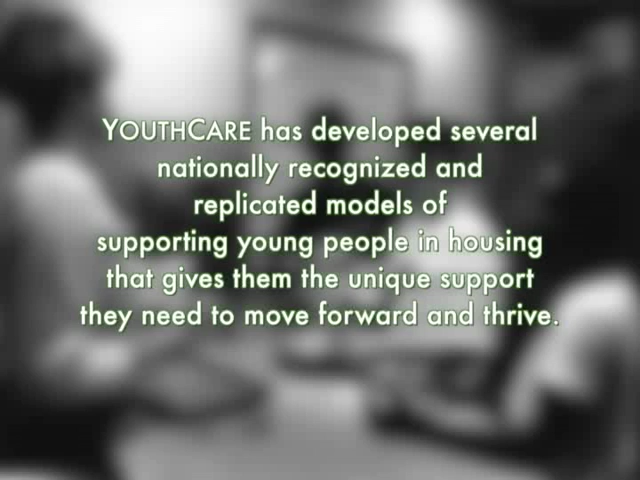 YOUTHCARE has developed several
nationally recognized and
replicated models of
supporting young people in housing
that gives them the unique support
they need to move forward and thrive.